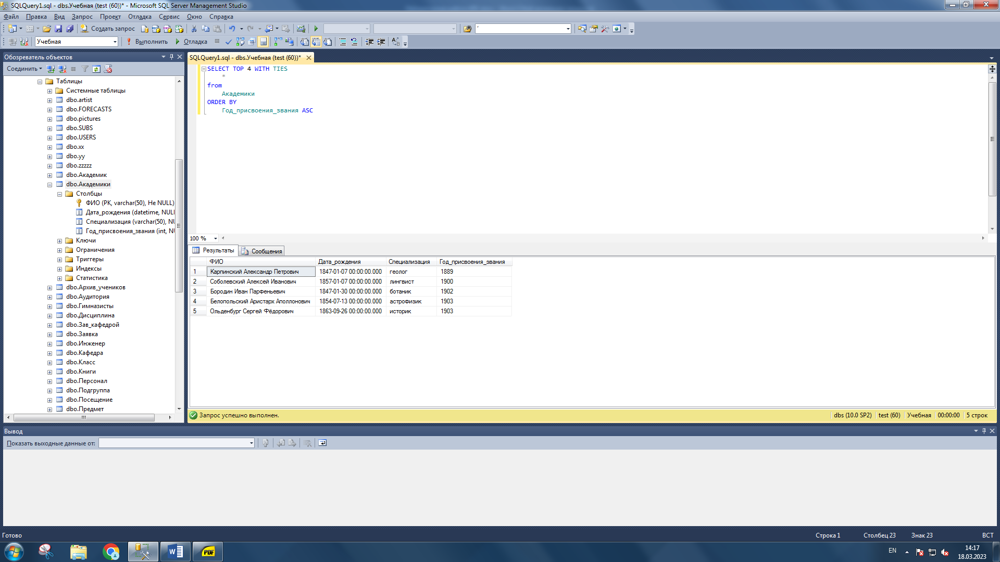 SQLQuery1.sql - dbs.Учебная (test (60))* - Microsoft SQL Server Management Studio
Файл Правка Вид Запрос Проект Отладка Сервис Окно Справка
Создать запрос
Учебная Выполнить Отладка
Обозреватель объектов
Соединить
Таблицы
Системные таблицы
dbo.artist
dbo.FORECASTS
dbo.pictures
dbo.SUBS
dbo.USERS
dbo.xx
dbo.yy
dbo.zzzzz
dbo.Академик
dbo.Академики
Столбцы
ФИО (PK, varchar(50), Не NULL)
Дата_рождения (datetime, NULL
Специализация (varchar(50), NU
Год_присвоения_звания (int, NU
Ключи
Ограничения
Триггеры
Индексы
Статистика
dbo.Архив_учеников
dbo.Аудитория
dbo.Гимназисты
dbo.Дисциплина
dbo.Зав_кафедрой
dbo.Заявка
dbo.Инженер
dbo.Кафедра
dbo.Класс
dbo.Книги
dbo.Персонал
dbo.Подгруппа
dbo.Посещение
dbo.Предмет
SQLQuery1.sql - dbs.Учебная (test (60))*
SELECT TOP 4 WITH TIES
*
from
Академики
ORDER BY
Год_присвоения_звания ASC
100 %
Результаты Сообщения
ФИО Дата_рождения Специализация Год_присвоения_звания
1 Карпинский Александр Петрович 1847-01-07 00:00:00.000 геолог 1889
2 Соболевский Алексей Иванович 1857-01-07 00:00:00.000 лингвист 1900
3 Бородин Иван Парфеньевич 1847-01-30 00:00:00.000 ботаник 1902
4 Белопольский Аристарх Аполлонович 1854-07-13 00:00:00.000 астрофизик 1903
5 Ольденбург Сергей Фёдорович 1863-09-26 00:00:00.000 историк 1903
Запрос успешно выполнен. dbs (10.0 SP2) test (60) Учебная 00:00:00 5 строк
Вывод
Показать выходные данные от:
Готово Строка 1 Столбец 23 Знак 23 ВСТ
W PDF EN 14:17
18.03.2023